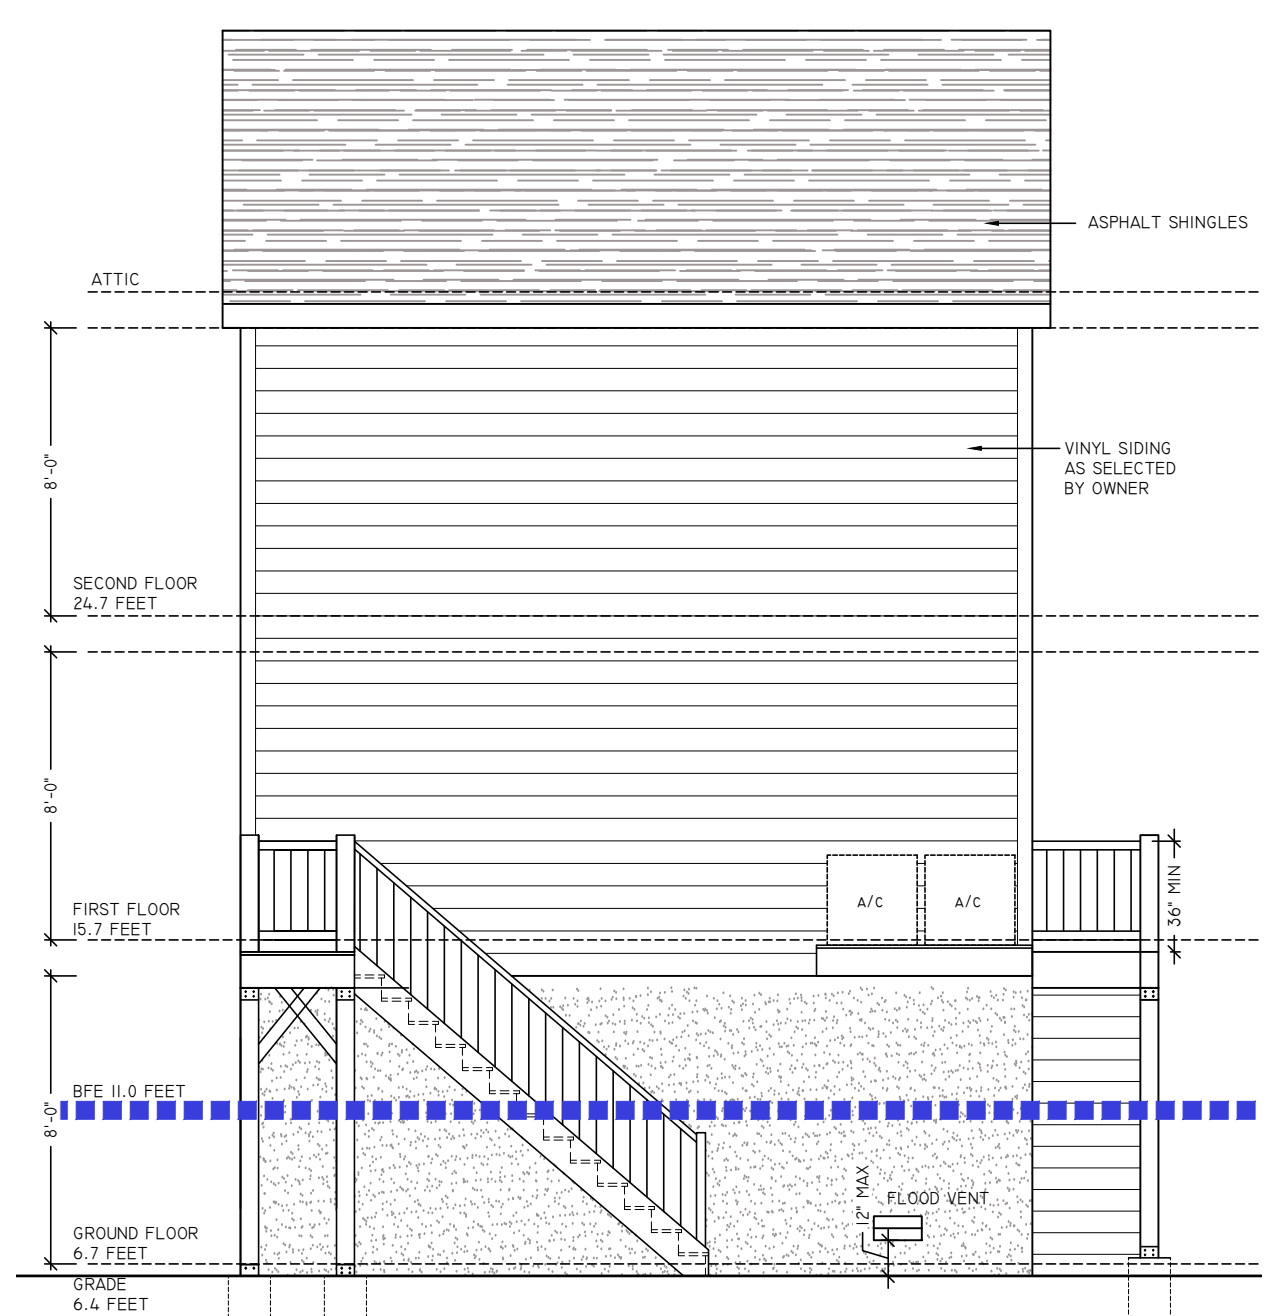 ASPHALT SHINGLES
ATTIC
VINYL SIDING
AS SELECTED
BY OWNER
8'-0"
SECOND FLOOR
24.7 FEET
8'-0"
A/C
A/C
36" MIN
FIRST FLOOR
15.7 FEET
BFE 11.0 FEET
8'-0"
12" MAX
FLOOD VENT
GROUND FLOOR
6.7 FEET
GRADE
6.4 FEET